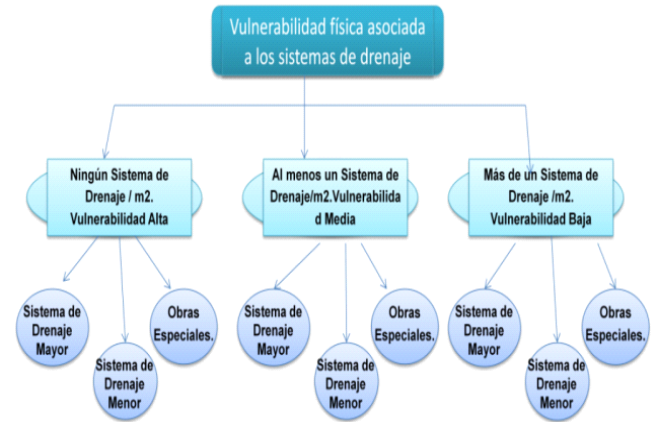 Vulnerabilidad física asociada
a los sistemas de drenaje
Ningún Sistema de
Drenaje / m2.
Vulnerabilidad Alta
Al menos un Sistema de
Drenaje/m2.Vulnerabilida
d Media
Más de un Sistema de
Drenaje /m2.
Vulnerabilidad Baja
Sistema de
Drenaje
Mayor
Sistema de
Drenaje
Menor
Obras
Especiales.
Sistema de
Drenaje
Mayor
Sistema de
Drenaje
Menor
Obras
Especiales.
Sistema de
Drenaje
Mayor
Sistema de
Drenaje
Menor
Obras
Especiales.